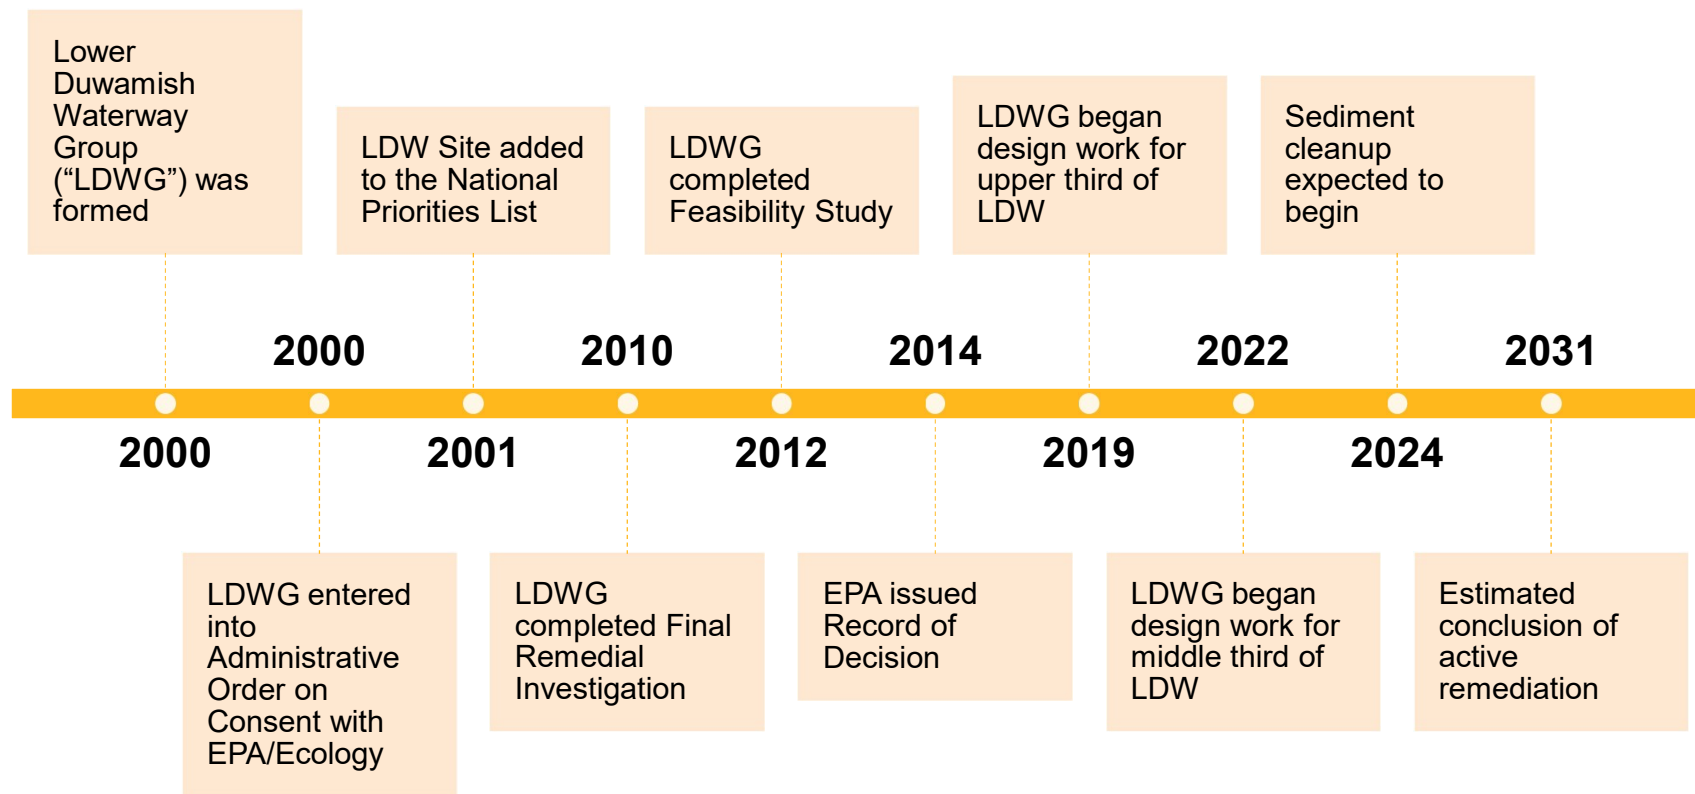 Lower
Duwamish
Waterway
Group
(“LDWG”) was
formed
LDW Site added
to the National
Priorities List
LDWG
completed
Feasibility Study
LDWG began
design work for
upper third of
LDW
Sediment
cleanup
expected to
begin
2000
2010
2014
2022
2031
2000
2001
2012
2019
2024
LDWG entered
into
Administrative
Order on
Consent with
EPA/Ecology
LDWG
completed Final
Remedial
Investigation
EPA issued
Record of
Decision
LDWG began
design work for
middle third of
LDW
Estimated
conclusion of
active
remediation